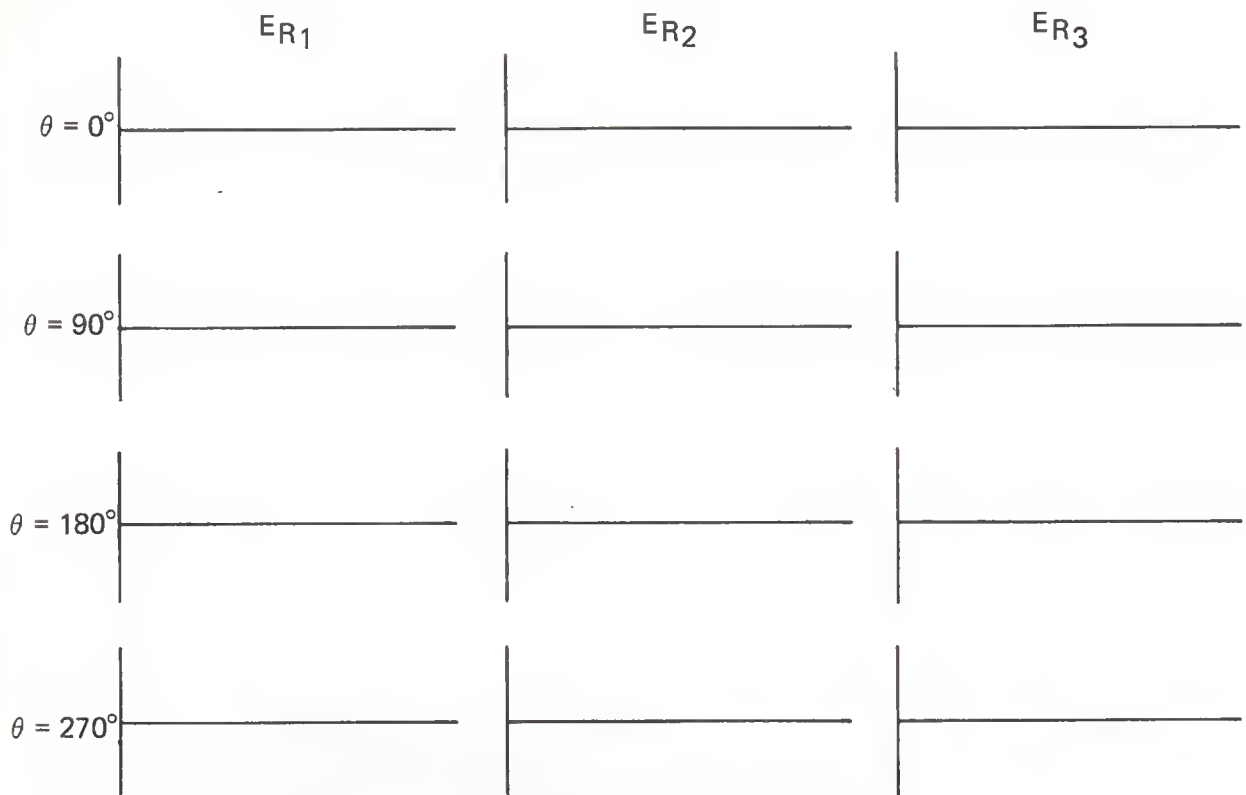 E_R1 E_R2 E_R3
θ = 0°
θ = 90°
θ = 180°
θ = 270°